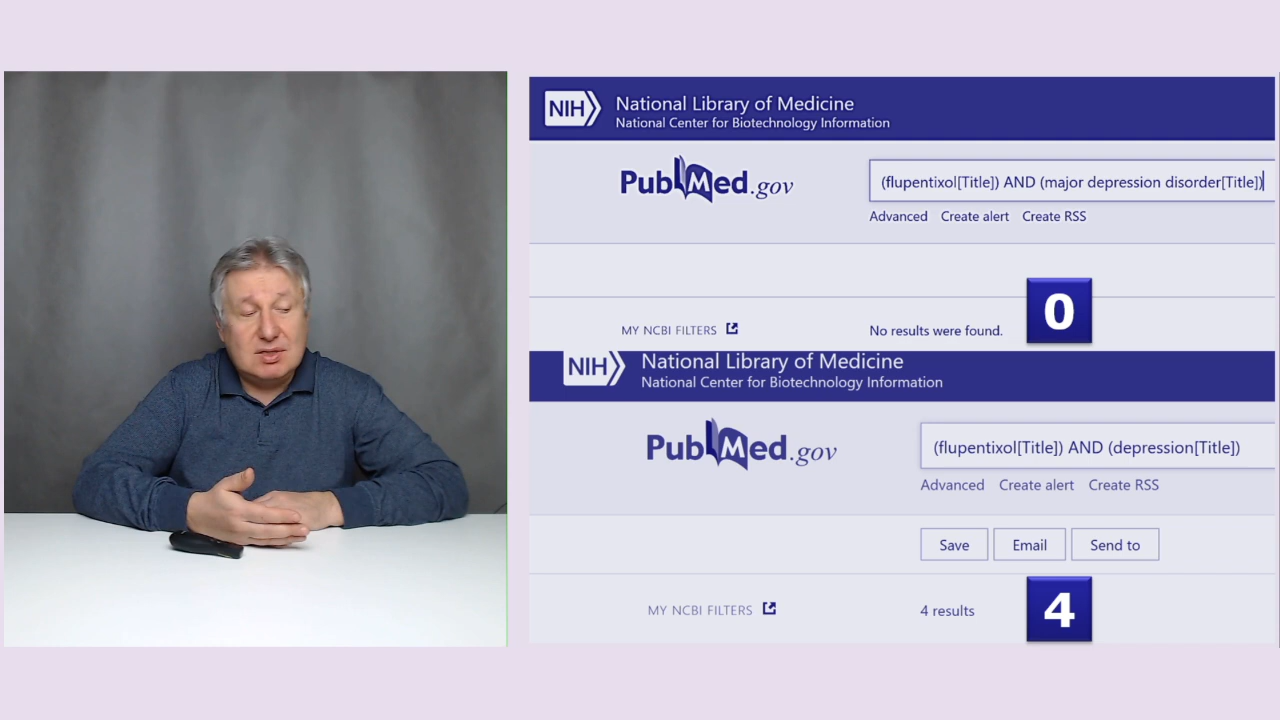 NIH
National Library of Medicine
National Center for Biotechnology Information
PubMed.gov
(flupentixol[Title]) AND (major depression disorder[Title])
Advanced Create alert Create RSS
MY NCBI FILTERS
No results were found.
0
NIH
National Library of Medicine
National Center for Biotechnology Information
PubMed.gov
(flupentixol[Title]) AND (depression[Title])
Advanced Create alert Create RSS
Save Email Send to
MY NCBI FILTERS
4 results
4